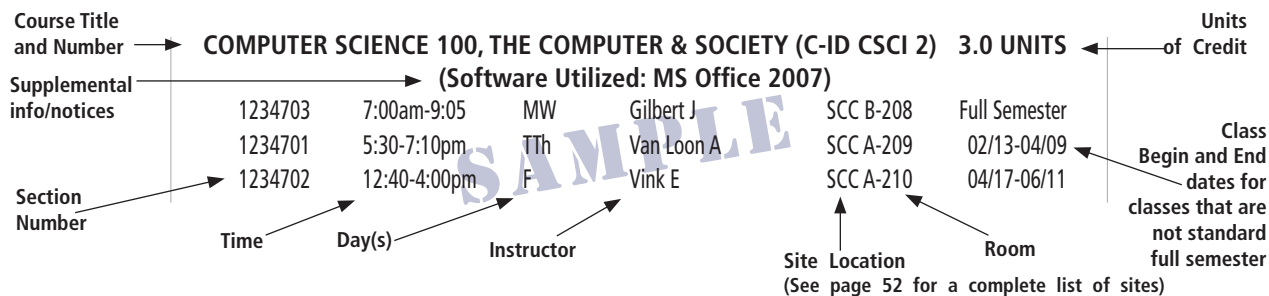 Course Title
and Number
COMPUTER SCIENCE 100, THE COMPUTER & SOCIETY (C-ID CSCI 2) 3.0 UNITS
Units
of Credit
Supplemental
info/notices
(Software Utilized: MS Office 2007)
1234703 7:00am-9:05 MW Gilbert J SCC B-208 Full Semester
1234701 5:30-7:10pm TTh Van Loon A SCC A-209 02/13-04/09
1234702 12:40-4:00pm F Vink E SCC A-210 04/17-06/11
SAMPLE
Class
Begin and End
dates for
classes that are
not standard
full semester
Section
Number
Time
Day(s)
Instructor
Site Location
(See page 52 for a complete list of sites)
Room